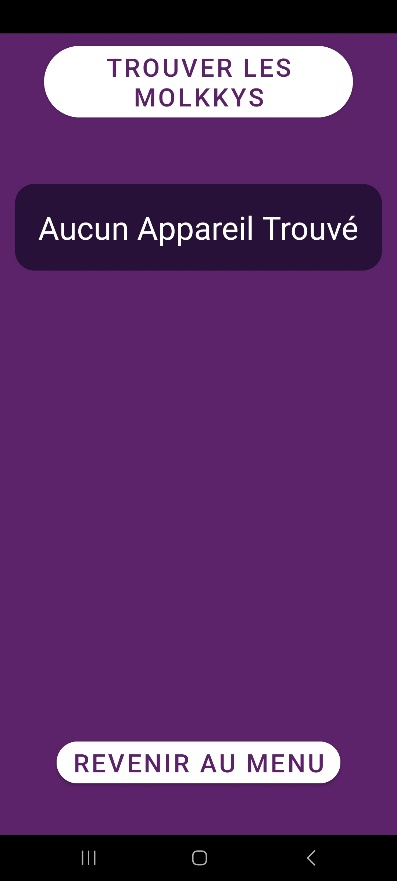 TROUVER LES
MOLKKYS
Aucun Appareil Trouvé
REVENIR AU MENU